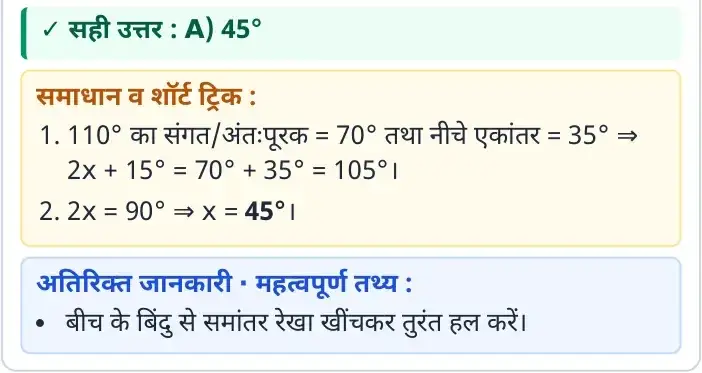 ✓ सही उत्तर : A) 45°
समाधान व शॉर्ट ट्रिक :
1. 110° का संगत/अंतःपूरक = 70° तथा नीचे एकांतर = 35° ⇒
2x + 15° = 70° + 35° = 105°।
2. 2x = 90° ⇒ x = 45°।
अतिरिक्त जानकारी · महत्वपूर्ण तथ्य :
• बीच के बिंदु से समांतर रेखा खींचकर तुरंत हल करें।